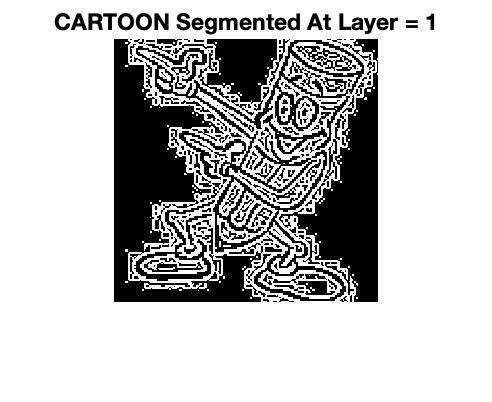 CARTOON Segmented At Layer = 1